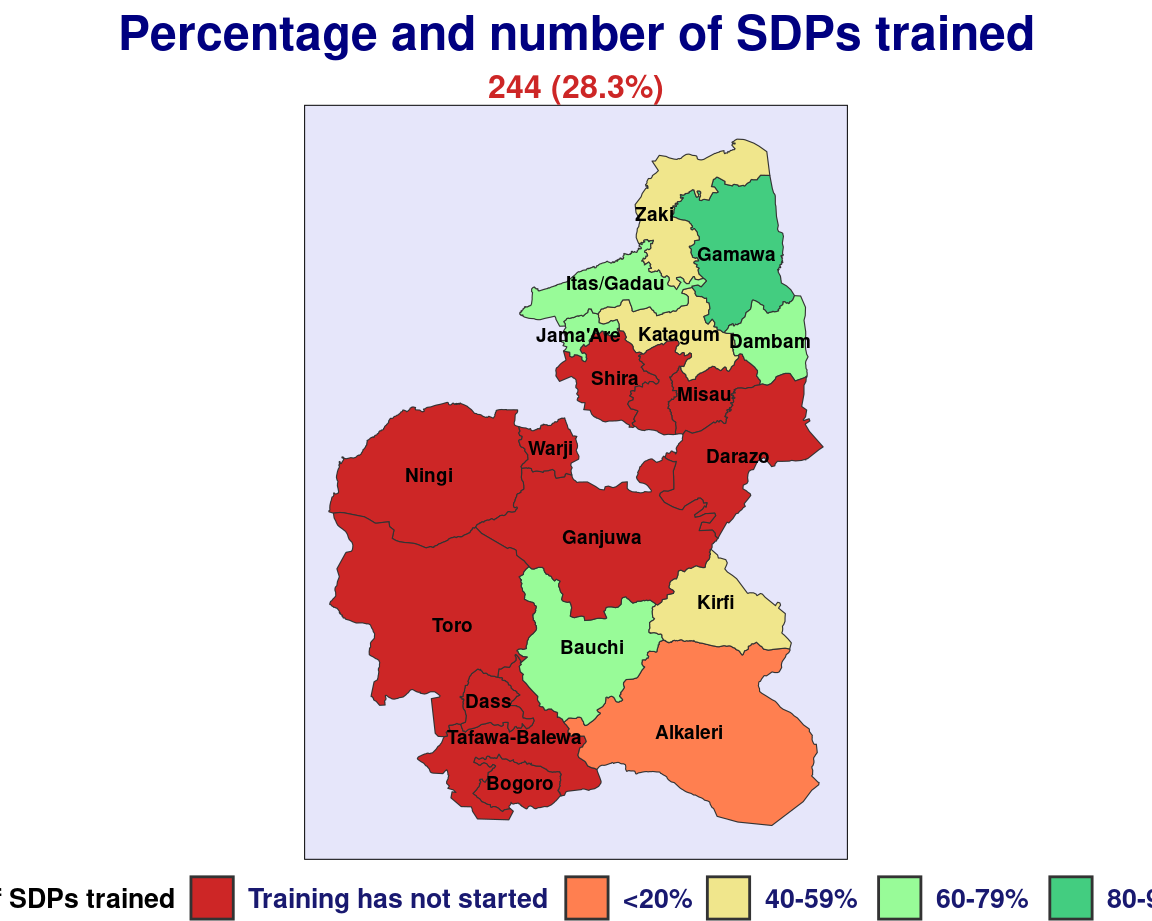 Percentage and number of SDPs trained
244 (28.3%)
Zaki
Gamawa
Itas/Gadau
Jama'Are
Katagum
Dambam
Shira
Misau
Warji
Darazo
Ningi
Ganjuwa
Kirfi
Toro
Bauchi
Dass
Alkaleri
Tafawa-Balewa
Bogoro
SDPs trained
Training has not started
<20%
40-59%
60-79%